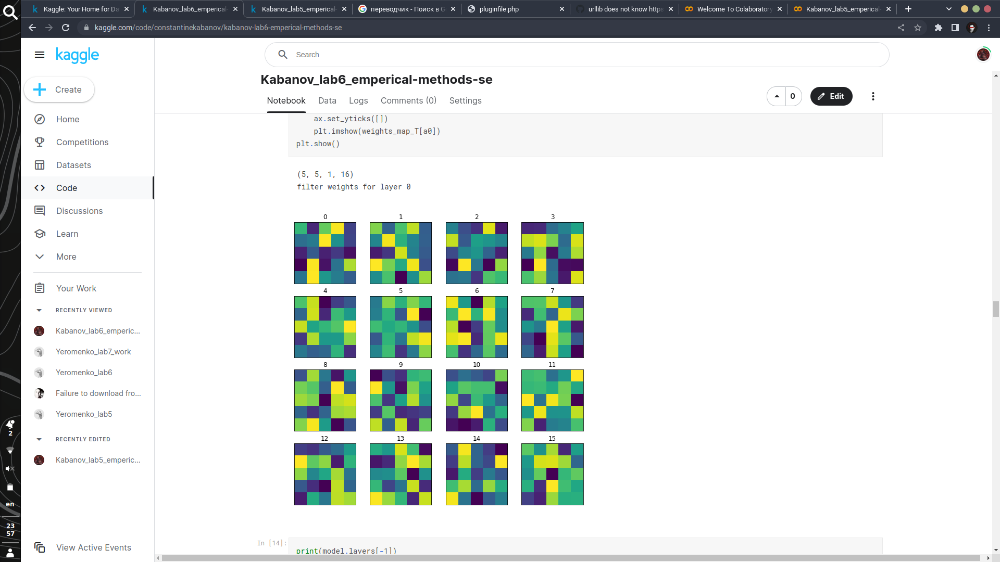 Kaggle: Your Home for Da
Kabanov_lab6_emperical-
Kabanov_lab5_emperical-
переводчик - Поиск в G
pluginfile.php
urllib does not know https
Welcome To Colaboratory
Kabanov_lab5_emperical-
kaggle.com/code/constantinekabanov/kabanov-lab6-emperical-methods-se
kaggle
Search
Create
Home
Competitions
Datasets
Code
Discussions
Learn
More
Your Work
RECENTLY VIEWED
Kabanov_lab6_emperic...
Yeromenko_lab7_work
Yeromenko_lab6
Failure to download fro...
Yeromenko_lab5
RECENTLY EDITED
Kabanov_lab5_emperic...
View Active Events
2
en
23
57
Kabanov_lab6_emperical-methods-se
Notebook Data Logs Comments (0) Settings
0
Edit
ax.set_yticks([])
plt.imshow(weights_map_T[a0])
plt.show()
(5, 5, 1, 16)
filter weights for layer 0
0 1 2 3
4 5 6 7
8 9 10 11
12 13 14 15
In [14]:
print(model.layers[-1])